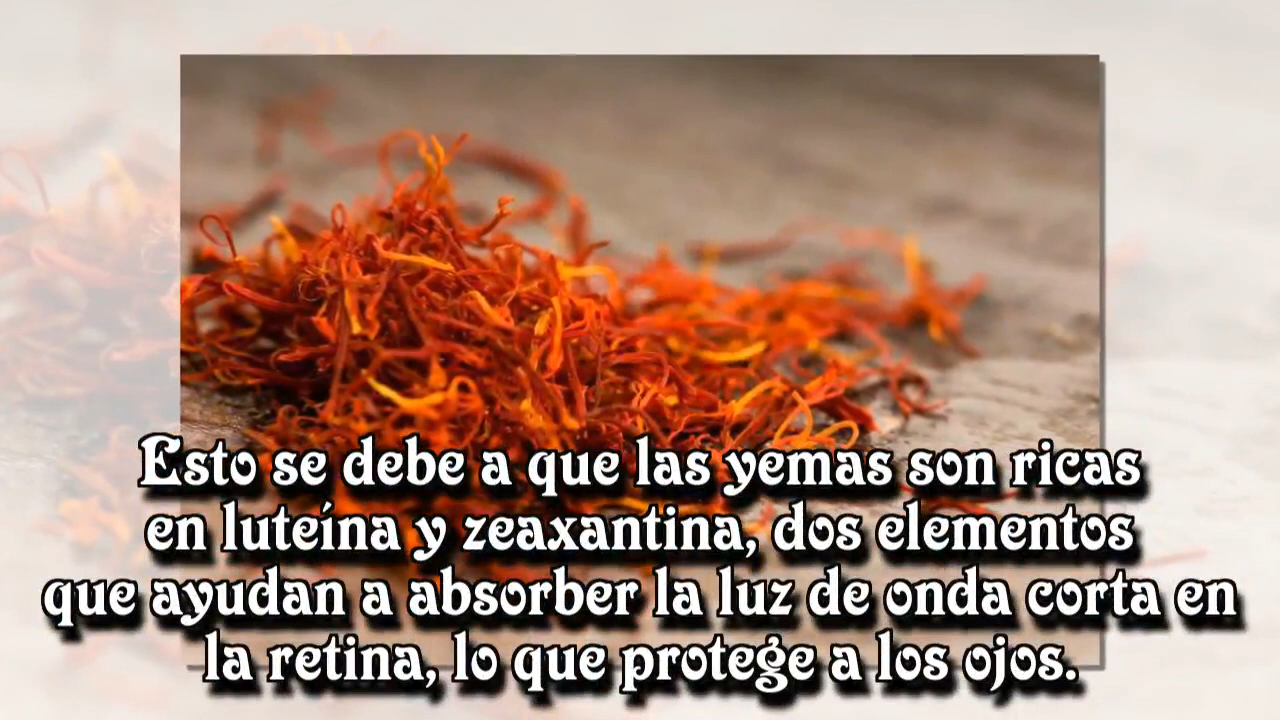 Esto se debe a que las yemas son ricas
en luteína y zeaxantina, dos elementos
que ayudan a absorber la luz de onda corta en
la retina, lo que protege a los ojos.